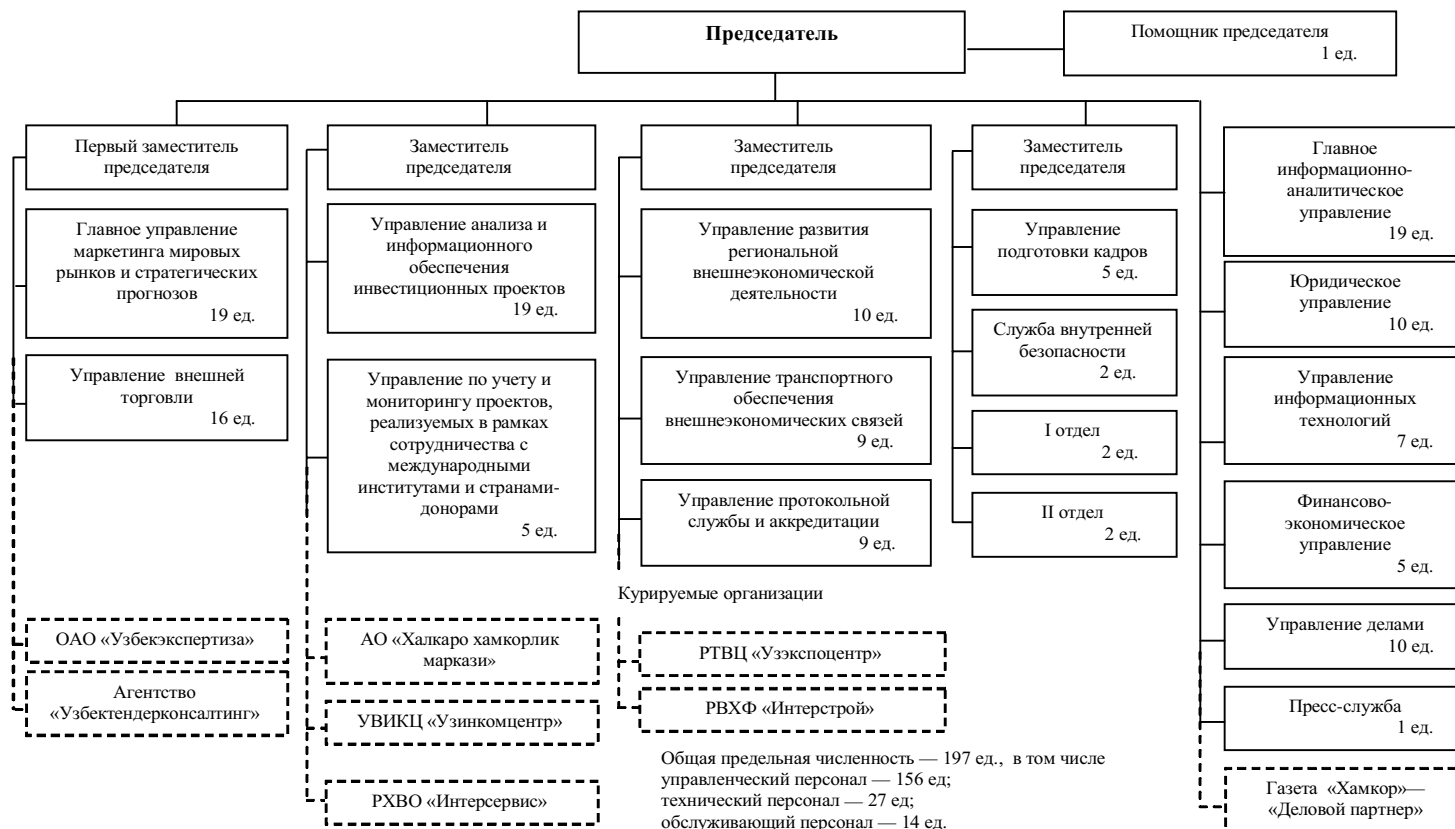 Председатель
Помощник председателя
1 ед.
Первый заместитель
председателя
Главное управление
маркетинга мировых
рынков и стратегических
прогнозов
19 ед.
Управление внешней
торговли
16 ед.
ОАО «Узбекэкспертиза»
Агентство
«Узбектендерконсалтинг»
Заместитель
председателя
Управление анализа и
информационного
обеспечения
инвестиционных проектов
19 ед.
Управление по учету и
мониторингу проектов,
реализуемых в рамках
сотрудничества с
международными
институтами и странами-
донорами
5 ед.
АО «Халкаро хамкорлик
маркази»
УВИКЦ «Узинкомцентр»
РХВО «Интерсервис»
Заместитель
председателя
Управление развития
региональной
внешнеэкономической
деятельности
10 ед.
Управление транспортного
обеспечения
внешнеэкономических связей
9 ед.
Управление протокольной
службы и аккредитации
9 ед.
Курируемые организации
РТВЦ «Узэкспоцентр»
РВХФ «Интерстрой»
Заместитель
председателя
Управление
подготовки кадров
5 ед.
Служба внутренней
безопасности
2 ед.
I отдел
2 ед.
II отдел
2 ед.
Главное
информационно-
аналитическое
управление
19 ед.
Юридическое
управление
10 ед.
Управление
информационных
технологий
7 ед.
Финансово-
экономическое
управление
5 ед.
Управление делами
10 ед.
Пресс-служба
1 ед.
Газета «Хамкор»—
«Деловой партнер»
Общая предельная численность — 197 ед., в том числе
управленческий персонал — 156 ед;
технический персонал — 27 ед;
обслуживающий персонал — 14 ед.